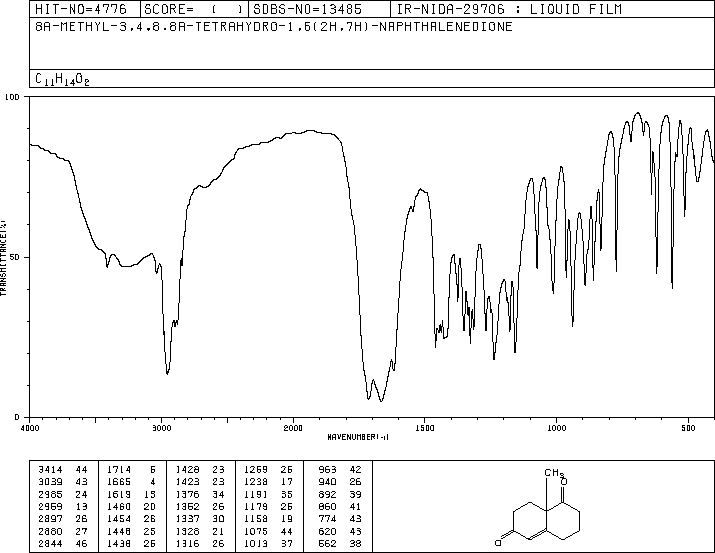 HIT-NO=4776 SCORE= ( ) SDBS-NO=13485 IR-NIDA-29706 : LIQUID FILM
8A-METHYL-3,4,8,8A-TETRAHYDRO-1,6(2H,7H)-NAPHTHALENEDIONE
C11H14O2
100
50
0
TRANSMITTANCE(%)
4000 3000 2000 1500 1000 500
WAVENUMBER(-1)
3414 44 1714 6 1428 23 1269 26 963 42
3039 43 1665 4 1423 23 1238 17 940 26
2985 24 1619 15 1376 34 1191 35 892 39
2959 13 1460 20 1352 26 1179 26 860 41
2897 26 1454 26 1337 30 1158 19 774 43
2880 27 1448 25 1328 21 1075 44 620 43
2844 46 1438 26 1316 26 1013 37 562 38
CH3
O
O